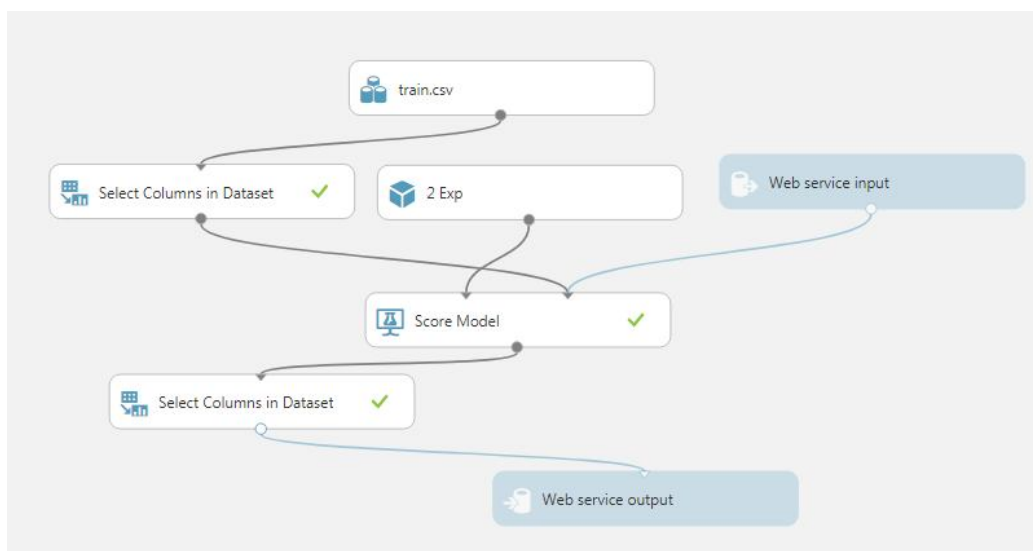 train.csv
Select Columns in Dataset
2 Exp
Web service input
Score Model
Select Columns in Dataset
Web service output